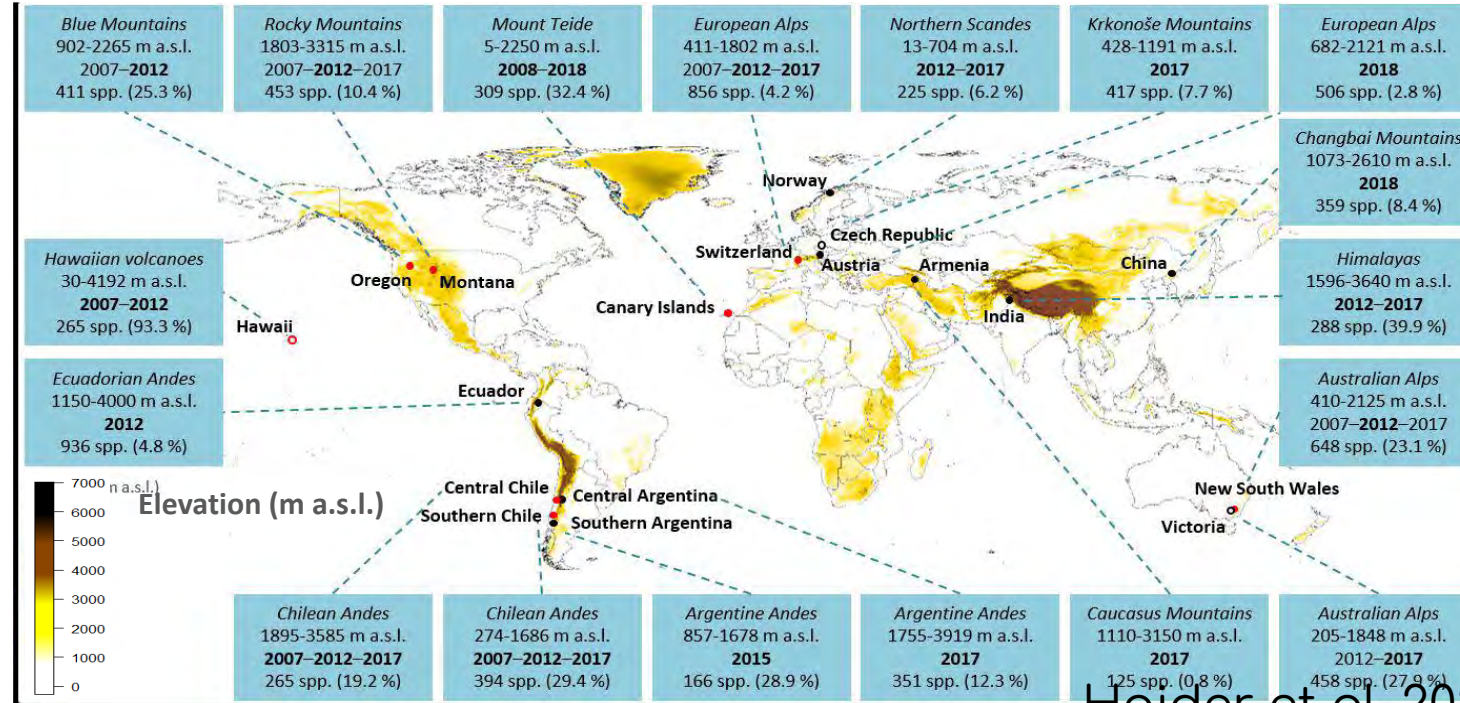 Blue Mountains
902-2265 m a.s.l.
2007–2012
411 spp. (25.3 %)
Rocky Mountains
1803-3315 m a.s.l.
2007–2012–2017
453 spp. (10.4 %)
Mount Teide
5-2250 m a.s.l.
2008–2018
309 spp. (32.4 %)
European Alps
411-1802 m a.s.l.
2007–2012–2017
856 spp. (4.2 %)
Northern Scandes
13-704 m a.s.l.
2012–2017
225 spp. (6.2 %)
Krkonoše Mountains
428-1191 m a.s.l.
2017
417 spp. (7.7 %)
European Alps
682-2121 m a.s.l.
2018
506 spp. (2.8 %)
Changbai Mountains
1073-2610 m a.s.l.
2018
359 spp. (8.4 %)
Hawaiian volcanoes
30-4192 m a.s.l.
2007–2012
265 spp. (93.3 %)
Himalayas
1596-3640 m a.s.l.
2012–2017
288 spp. (39.9 %)
Ecuadorian Andes
1150-4000 m a.s.l.
2012
936 spp. (4.8 %)
Australian Alps
410-2125 m a.s.l.
2007–2012–2017
648 spp. (23.1 %)
Norway
Czech Republic
Switzerland
Austria
Armenia
China
Oregon
Montana
Canary Islands
India
Hawaii
Ecuador
Central Chile
Central Argentina
Southern Chile
Southern Argentina
New South Wales
Victoria
7000
m a.s.l.)
Elevation (m a.s.l.)
6000
5000
4000
3000
2000
1000
0
Chilean Andes
1895-3585 m a.s.l.
2007–2012–2017
265 spp. (19.2 %)
Chilean Andes
274-1686 m a.s.l.
2007–2012–2017
394 spp. (29.4 %)
Argentine Andes
857-1678 m a.s.l.
2015
166 spp. (28.9 %)
Argentine Andes
1755-3919 m a.s.l.
2017
351 spp. (12.3 %)
Caucasus Mountains
1110-3150 m a.s.l.
2017
125 spp. (0.8 %)
Australian Alps
205-1848 m a.s.l.
2012–2017
458 spp. (27.9 %)